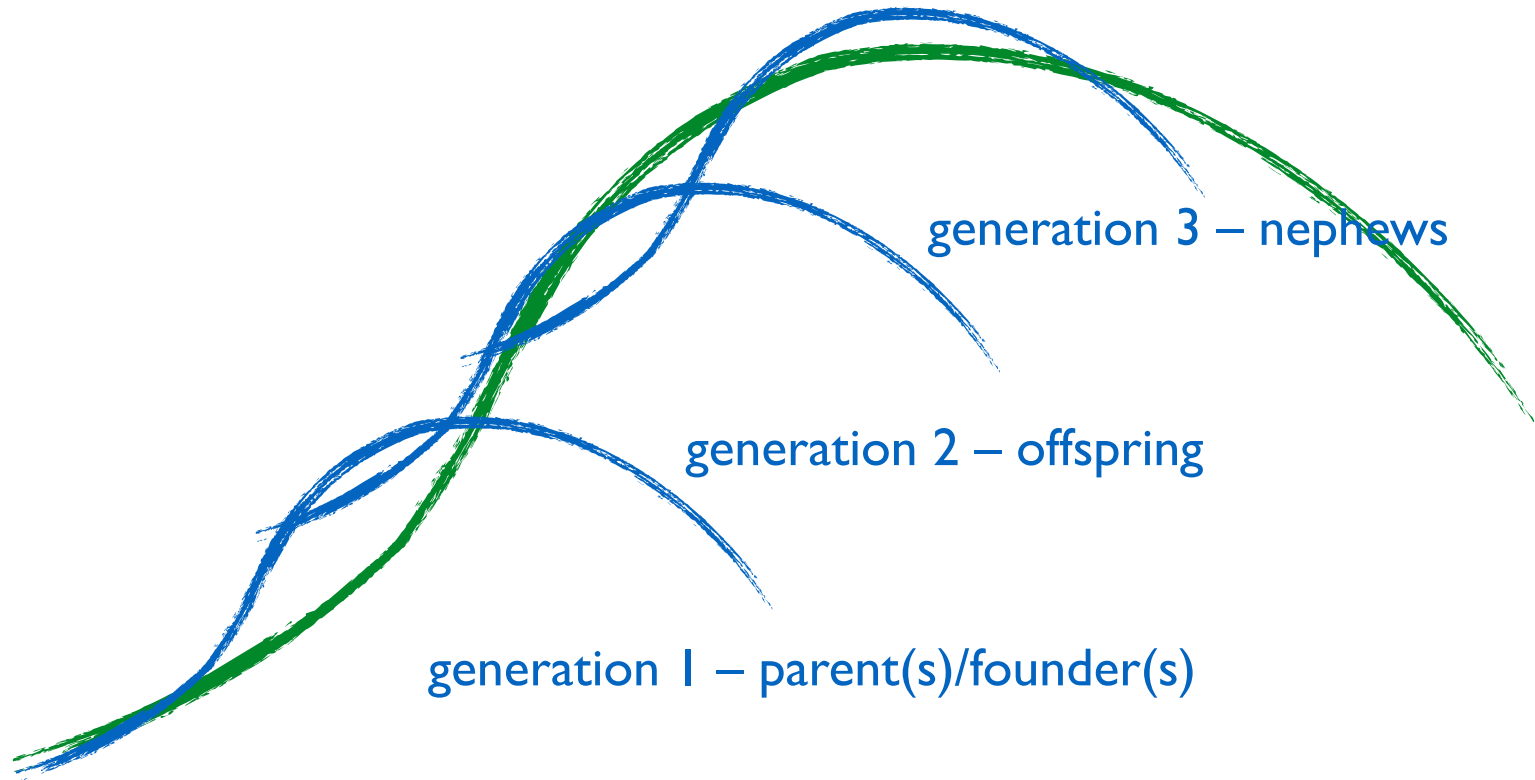 generation 3 – nephews
generation 2 – offspring
generation 1 – parent(s)/founder(s)